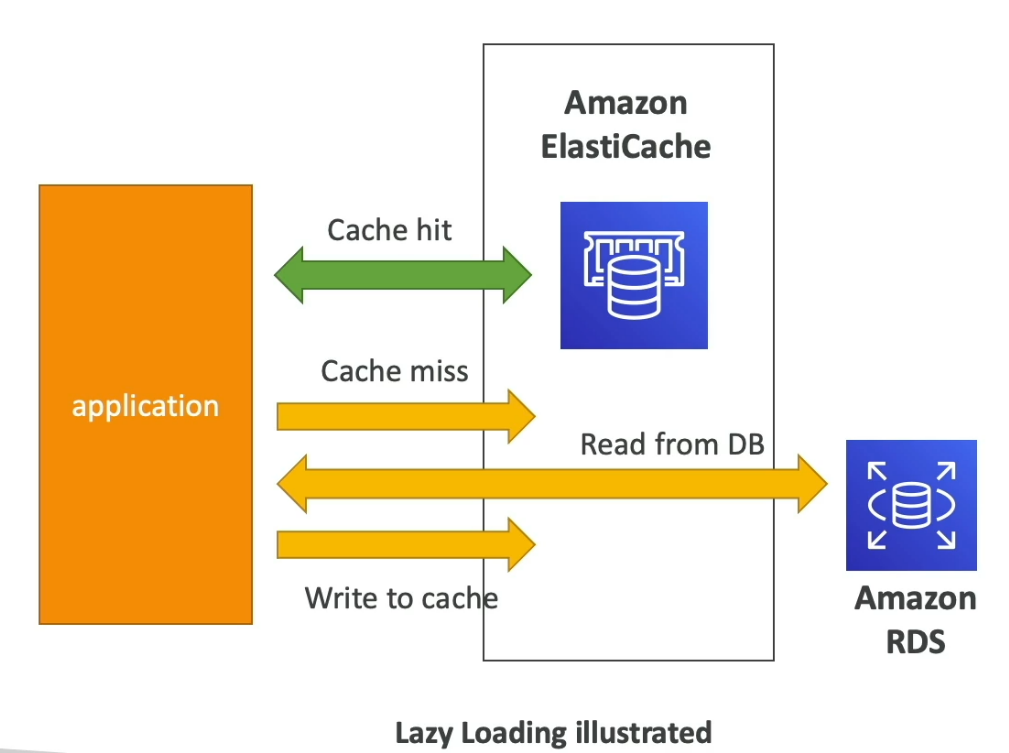 Amazon
ElastiCache
Cache hit
Cache miss
application
Read from DB
Write to cache
Amazon
RDS
Lazy Loading illustrated